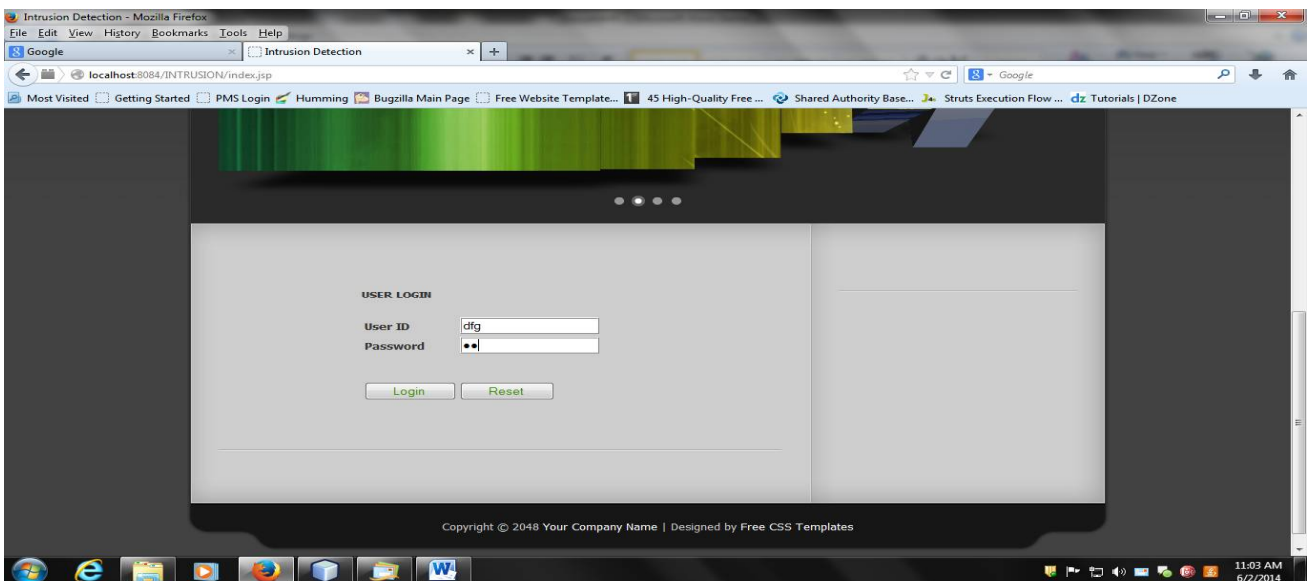 Intrusion Detection - Mozilla Firefox
File Edit View History Bookmarks Tools Help
Google
Intrusion Detection
localhost:8084/INTRUSION/index.jsp
Google
Most Visited Getting Started PMS Login Humming Bugzilla Main Page Free Website Template... 45 High-Quality Free ... Shared Authority Base... Struts Execution Flow ... Tutorials | DZone
USER LOGIN
User ID dfg
Password
Login Reset
Copyright © 2048 Your Company Name | Designed by Free CSS Templates
11:03 AM
6/2/2014